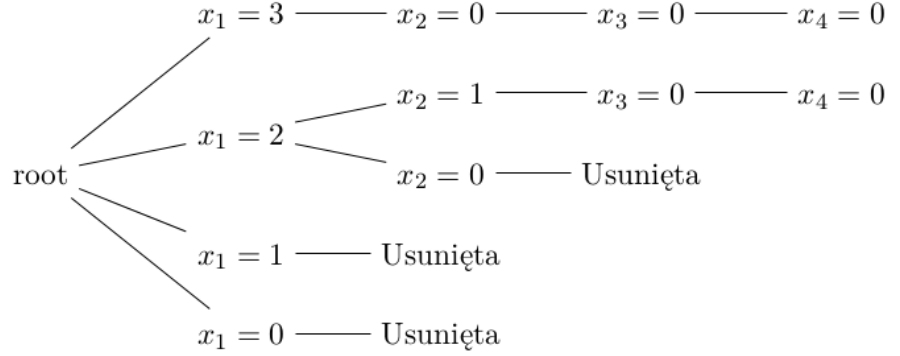 x₁ = 3 x₂ = 0 x₃ = 0 x₄ = 0
x₂ = 1 x₃ = 0 x₄ = 0
x₁ = 2
root x₂ = 0 Usunięta
x₁ = 1 Usunięta
x₁ = 0 Usunięta